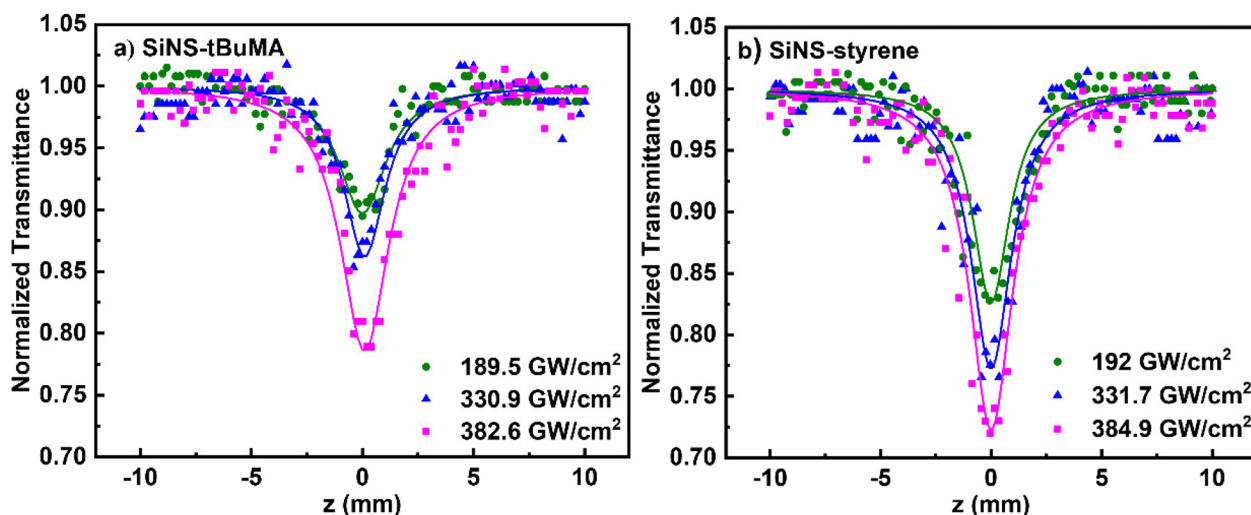 a) SiNS-tBuMA
Normalized Transmittance
1.05
1.00
0.95
0.90
0.85
0.80
0.75
0.70
189.5 GW/cm²
330.9 GW/cm²
382.6 GW/cm²
-10 -5 0 5 10
z (mm)
b) SiNS-styrene
Normalized Transmittance
1.05
1.00
0.95
0.90
0.85
0.80
0.75
0.70
192 GW/cm²
331.7 GW/cm²
384.9 GW/cm²
-10 -5 0 5 10
z (mm)